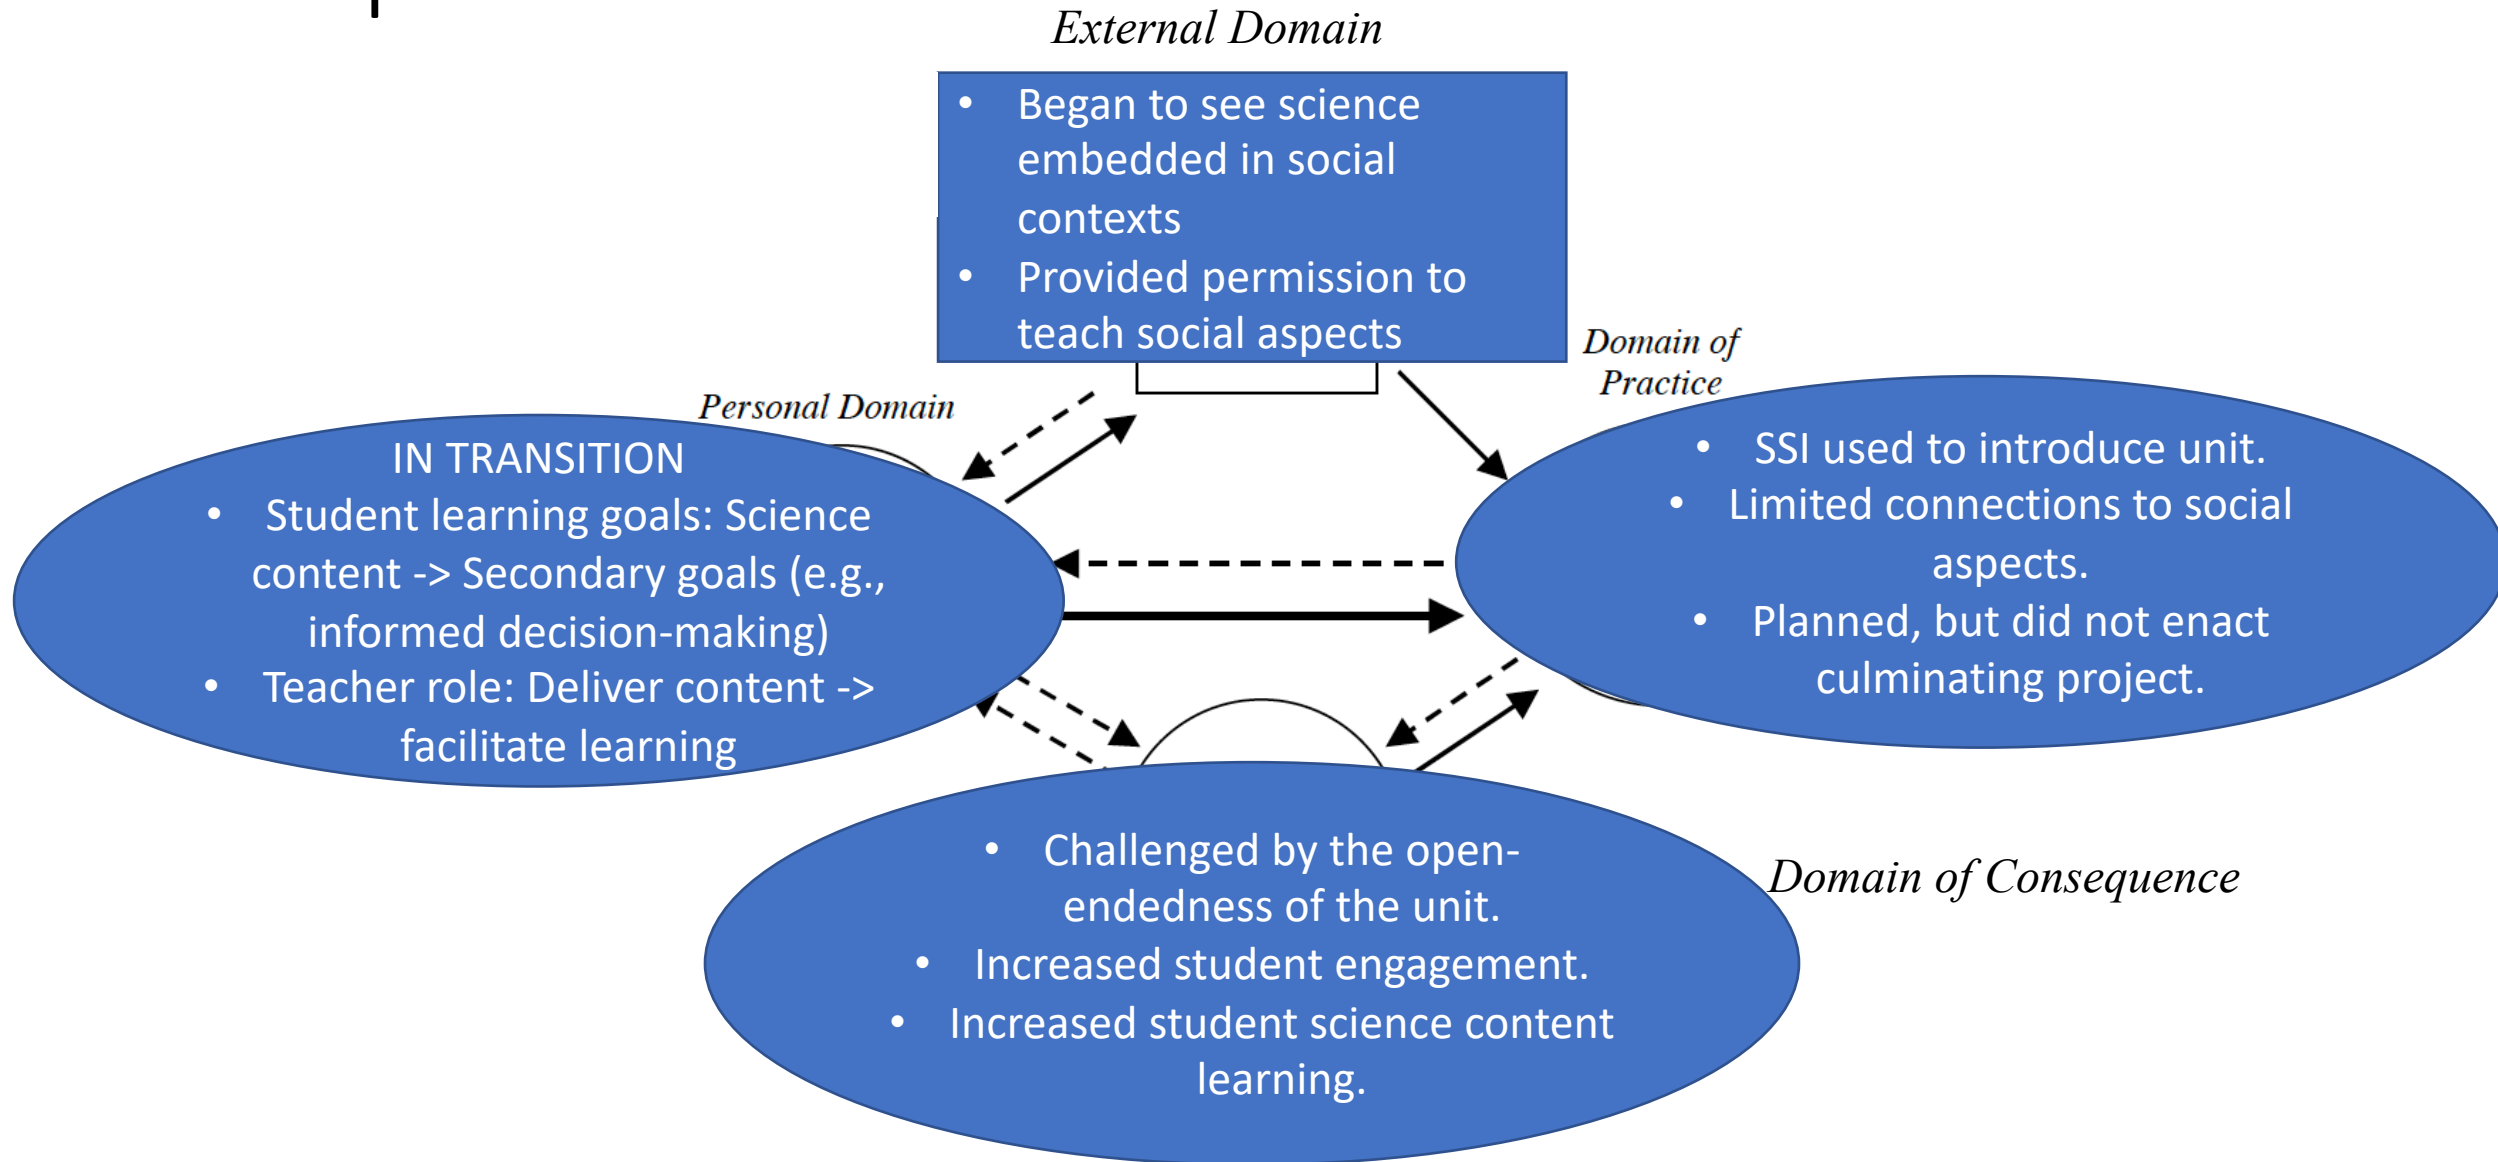 External Domain
• Began to see science
embedded in social
contexts
• Provided permission to
teach social aspects
Domain of
Practice
Personal Domain
IN TRANSITION
• Student learning goals: Science
content -> Secondary goals (e.g.,
informed decision-making)
• Teacher role: Deliver content ->
facilitate learning
• SSI used to introduce unit.
• Limited connections to social
aspects.
• Planned, but did not enact
culminating project.
• Challenged by the open-
endedness of the unit.
• Increased student engagement.
• Increased student science content
learning.
Domain of Consequence